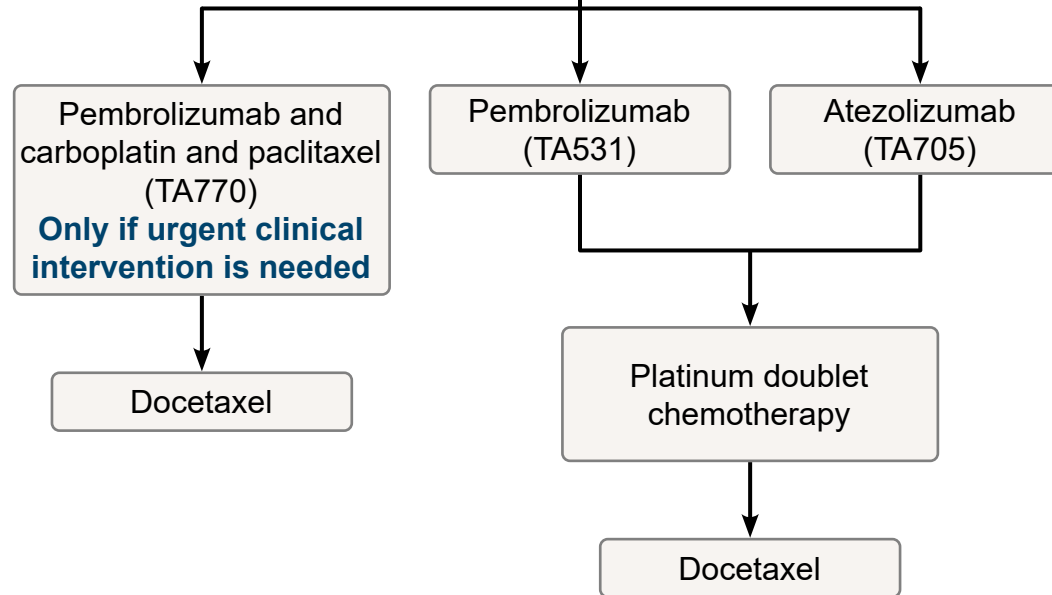 Pembrolizumab and
carboplatin and paclitaxel
(TA770)
Only if urgent clinical
intervention is needed
Docetaxel
Pembrolizumab
(TA531)
Atezolizumab
(TA705)
Platinum doublet
chemotherapy
Docetaxel